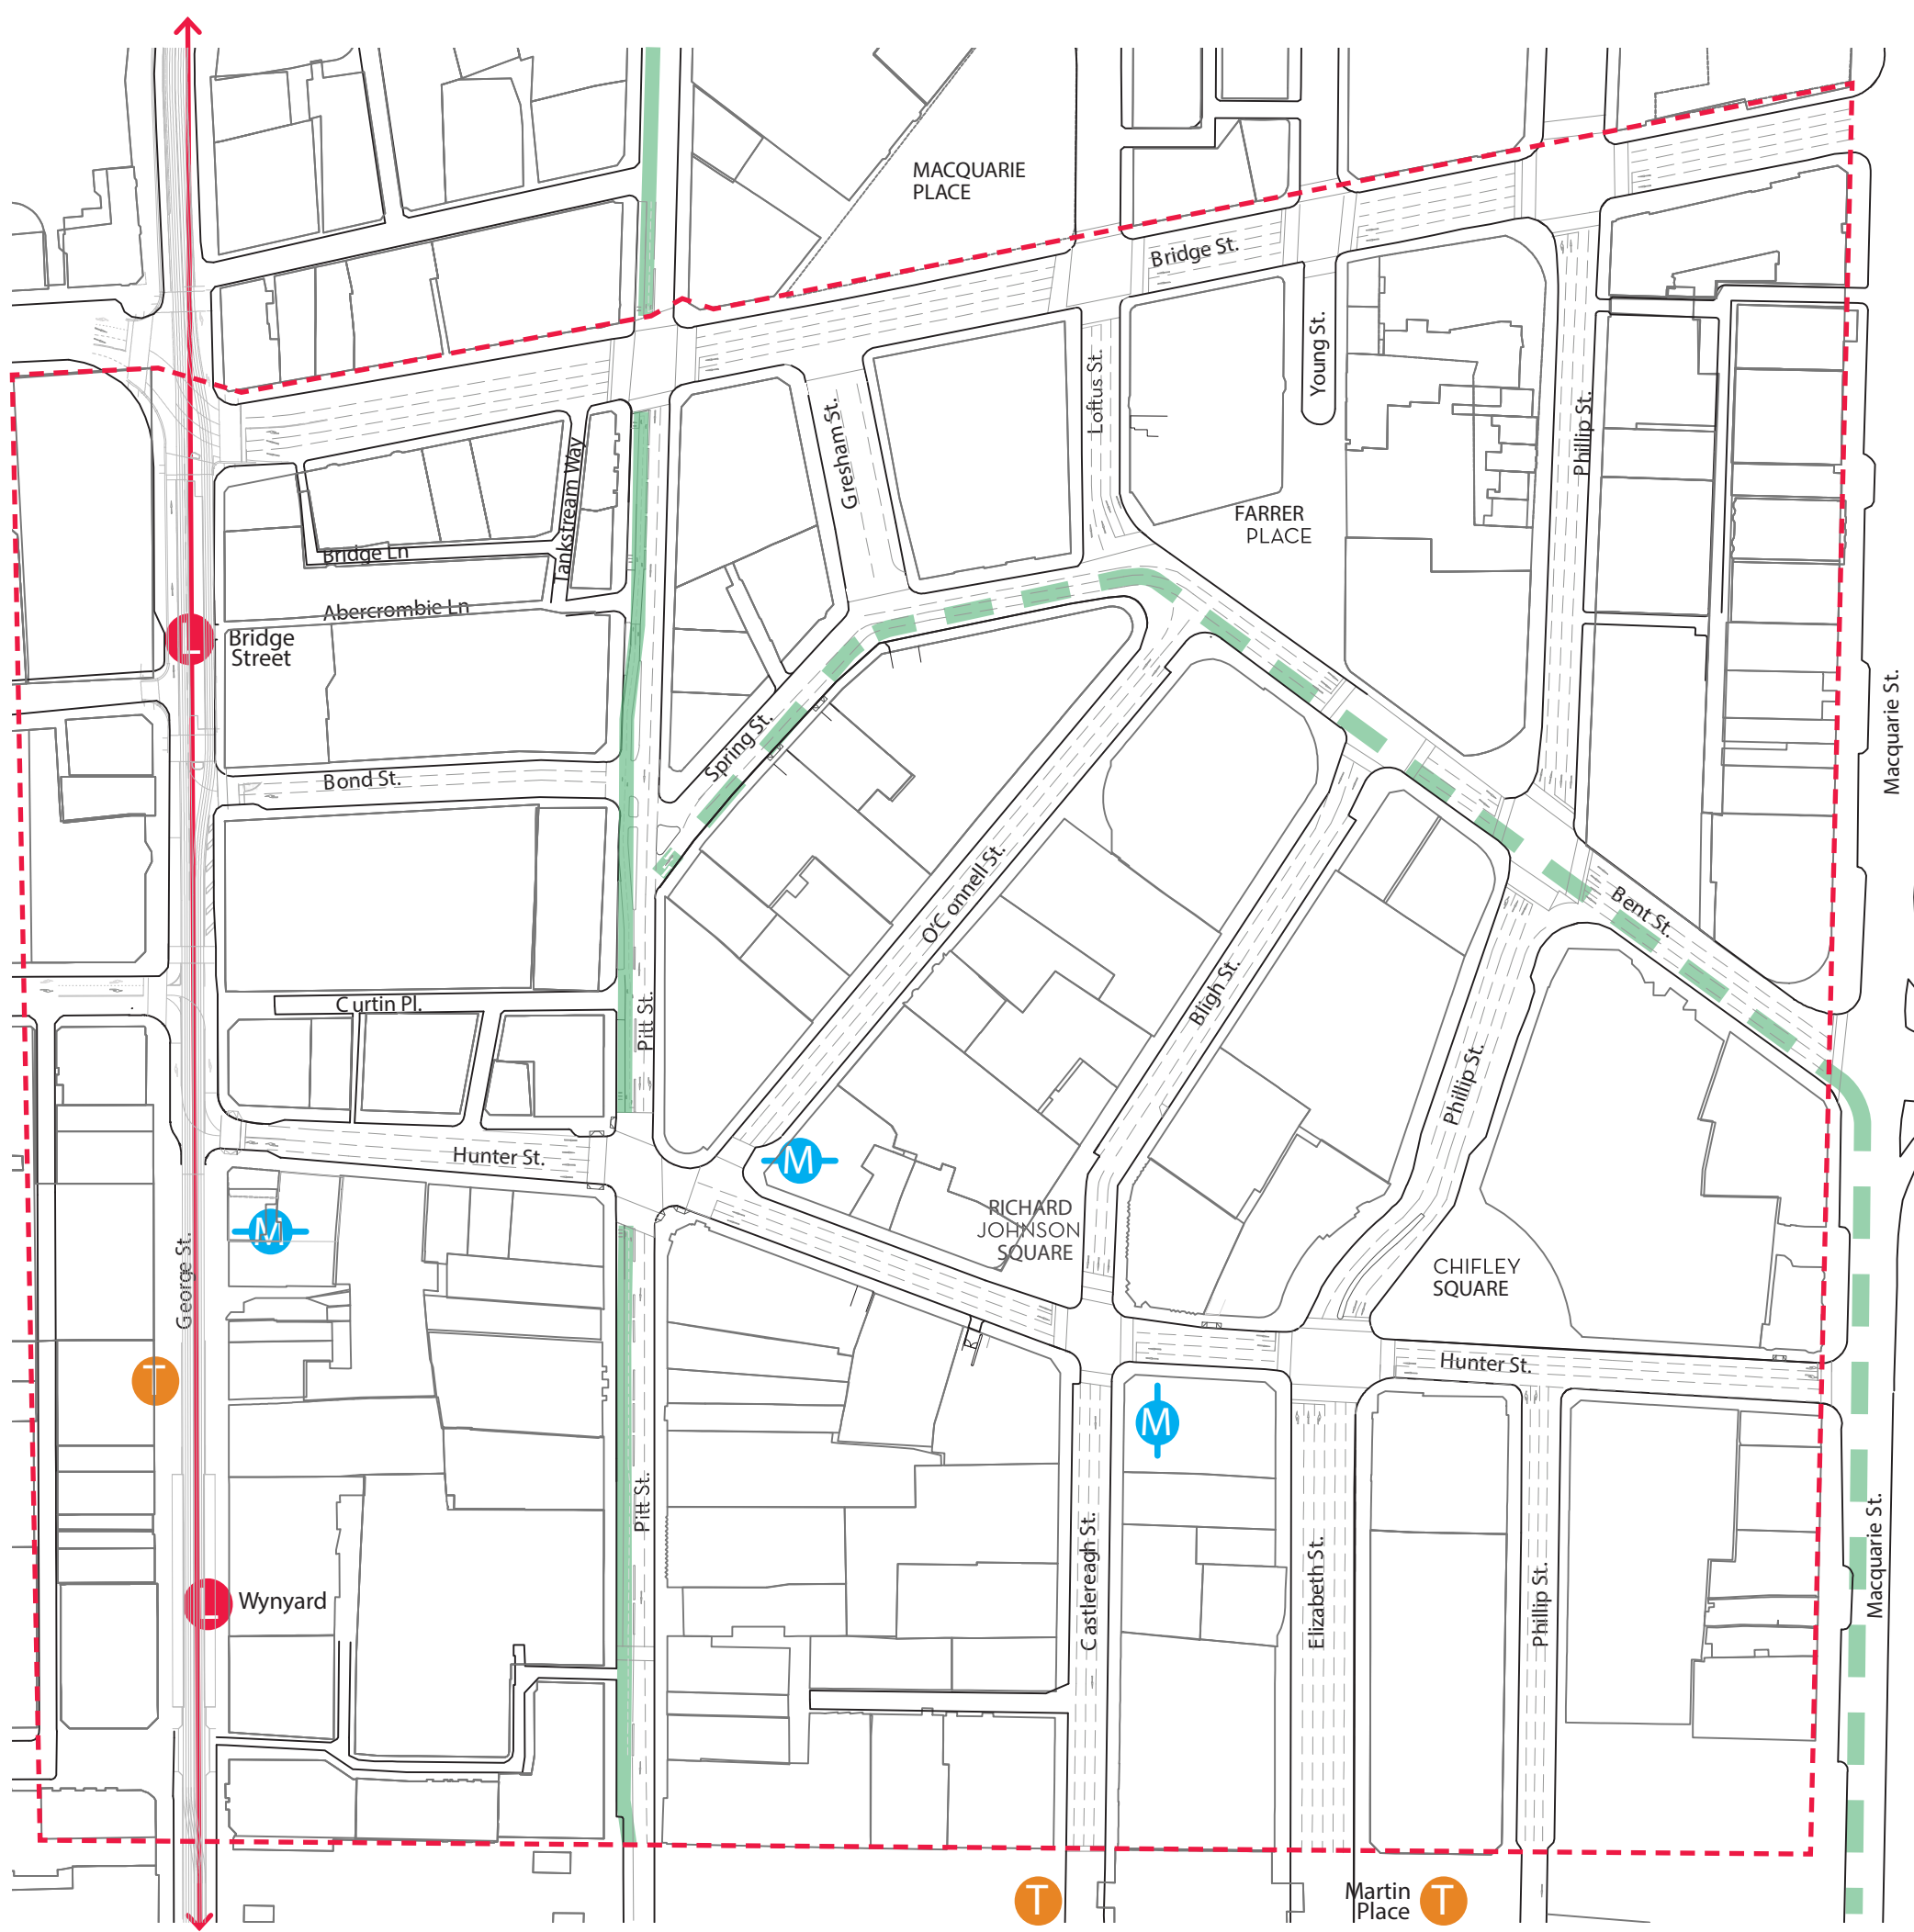 MACQUARIE
PLACE
Bridge St.
Young St.
Loftus St.
Gresham St.
Phillip St.
Tankstream Way
FARRER
PLACE
Bridge Ln
Abercrombie Ln
L
Bridge
Street
Macquarie St.
Spring St.
Bond St.
O'Connell St.
Bent St.
Bligh St.
Curtin Pl.
Pitt St.
Phillip St.
Hunter St.
M
M
RICHARD
JOHNSON
SQUARE
George St.
CHIFLEY
SQUARE
Hunter St.
T
M
Pitt St.
Castlereagh St.
Elizabeth St.
Phillip St.
Macquarie St.
L
Wynyard
T
Martin
Place
T